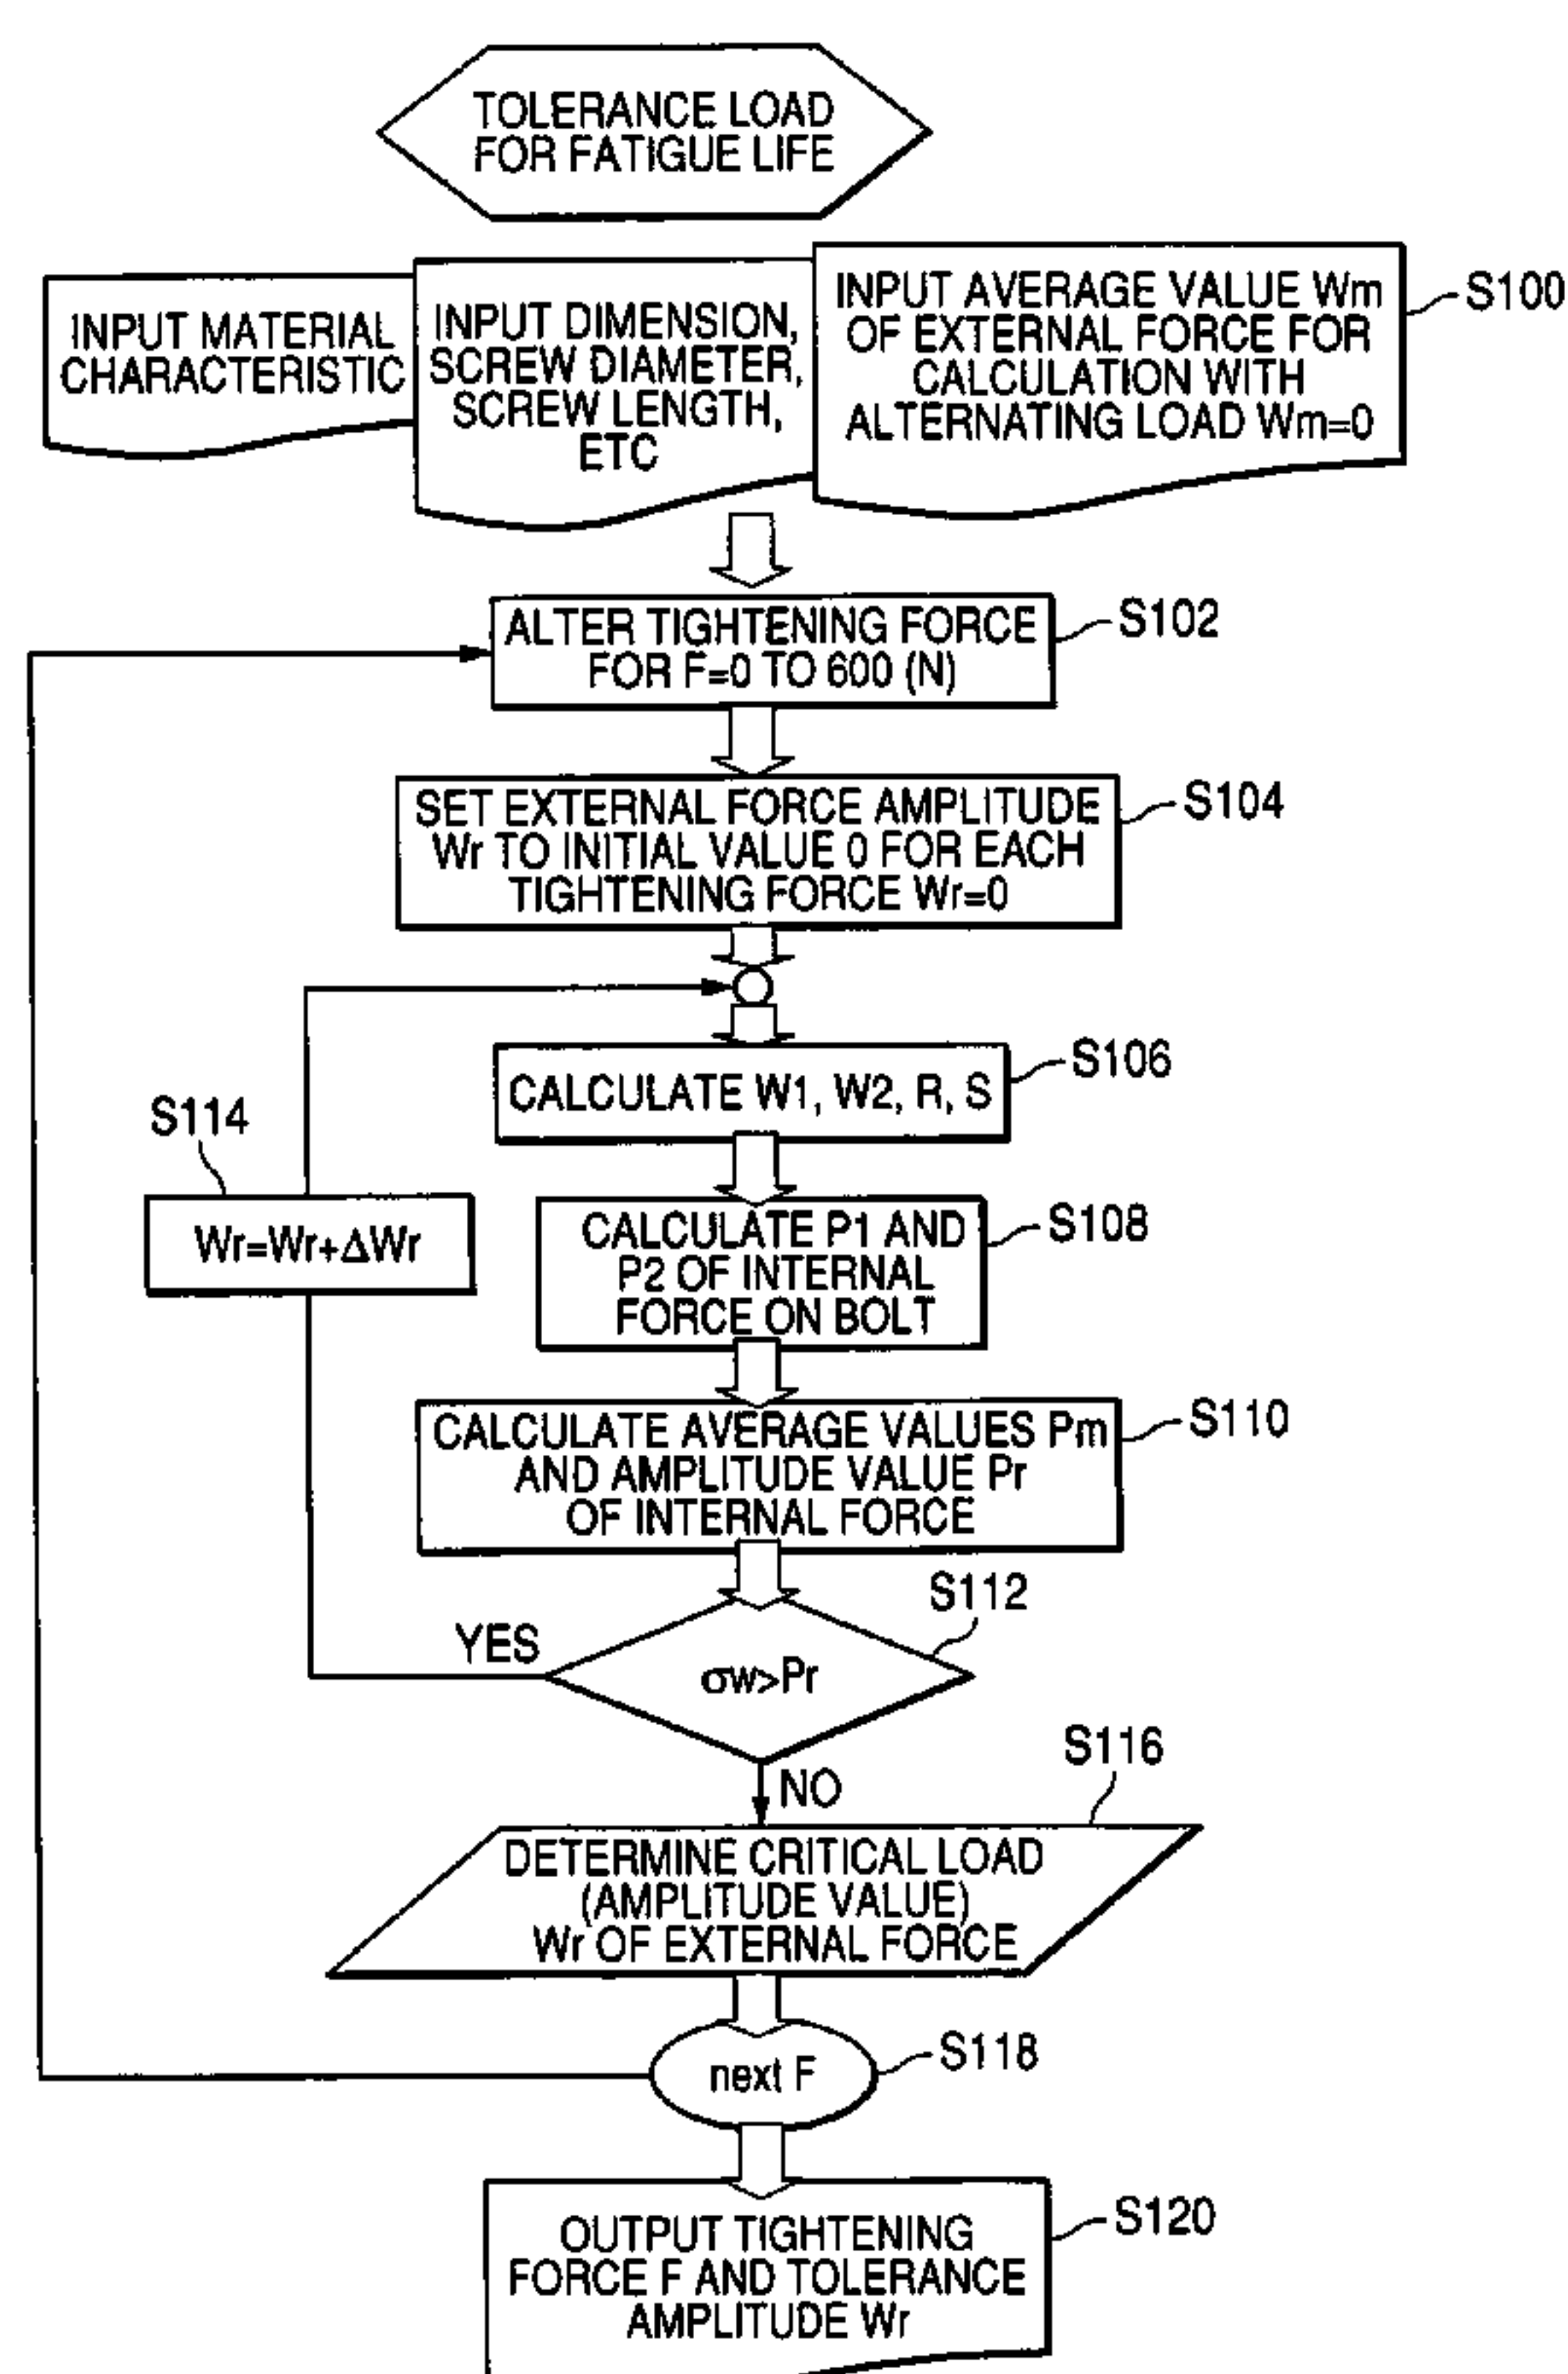 TOLERANCE LOAD
FOR FATIGUE LIFE
INPUT MATERIAL
CHARACTERISTIC
INPUT DIMENSION,
SCREW DIAMETER,
SCREW LENGTH,
ETC
INPUT AVERAGE VALUE Wm
OF EXTERNAL FORCE FOR
CALCULATION WITH
ALTERNATING LOAD Wm=0
S100
ALTER TIGHTENING FORCE
FOR F=0 TO 600 (N)
S102
SET EXTERNAL FORCE AMPLITUDE
Wr TO INITIAL VALUE 0 FOR EACH
TIGHTENING FORCE Wr=0
S104
CALCULATE W1, W2, R, S
S106
S114
Wr=Wr+ΔWr
CALCULATE P1 AND
P2 OF INTERNAL
FORCE ON BOLT
S108
CALCULATE AVERAGE VALUES Pm
AND AMPLITUDE VALUE Pr
OF INTERNAL FORCE
S110
S112
YES
σw>Pr
NO
S116
DETERMINE CRITICAL LOAD
(AMPLITUDE VALUE)
Wr OF EXTERNAL FORCE
next F
S118
OUTPUT TIGHTENING
FORCE F AND TOLERANCE
AMPLITUDE Wr
S120